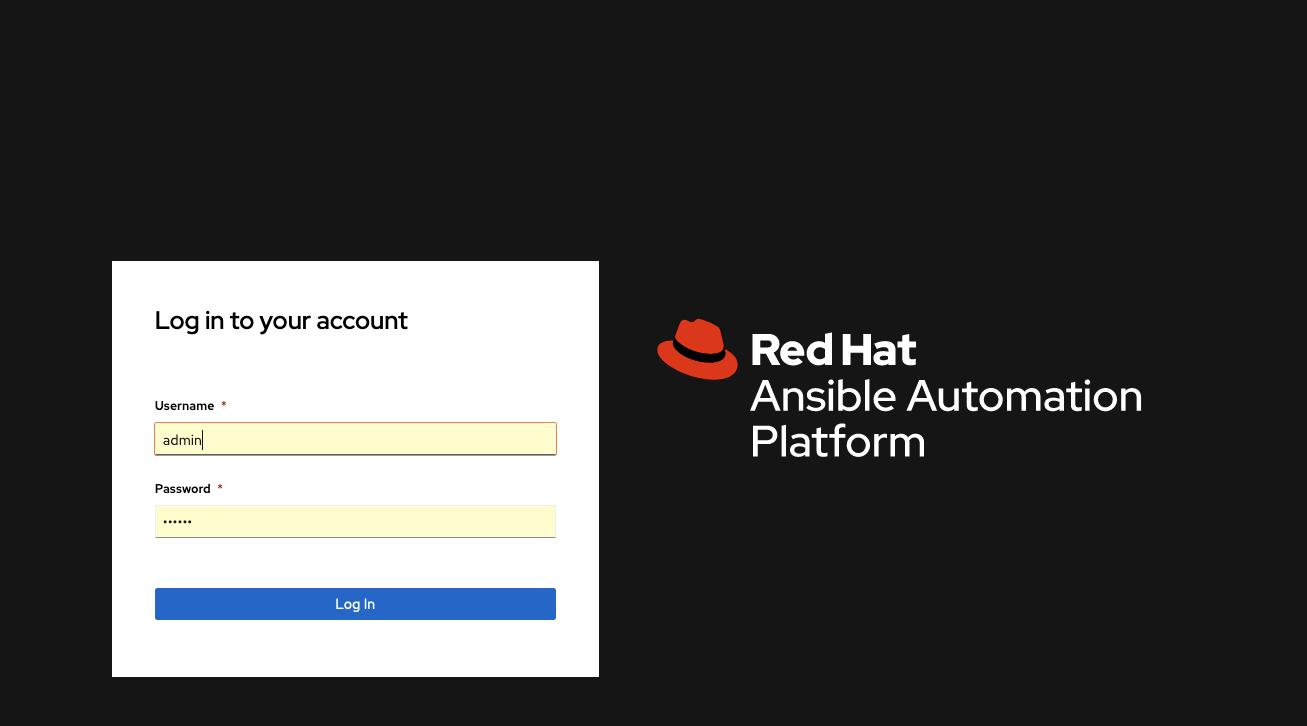 Log in to your account
Username *
admin
Password *
••••••
Log In
Red Hat
Ansible Automation
Platform